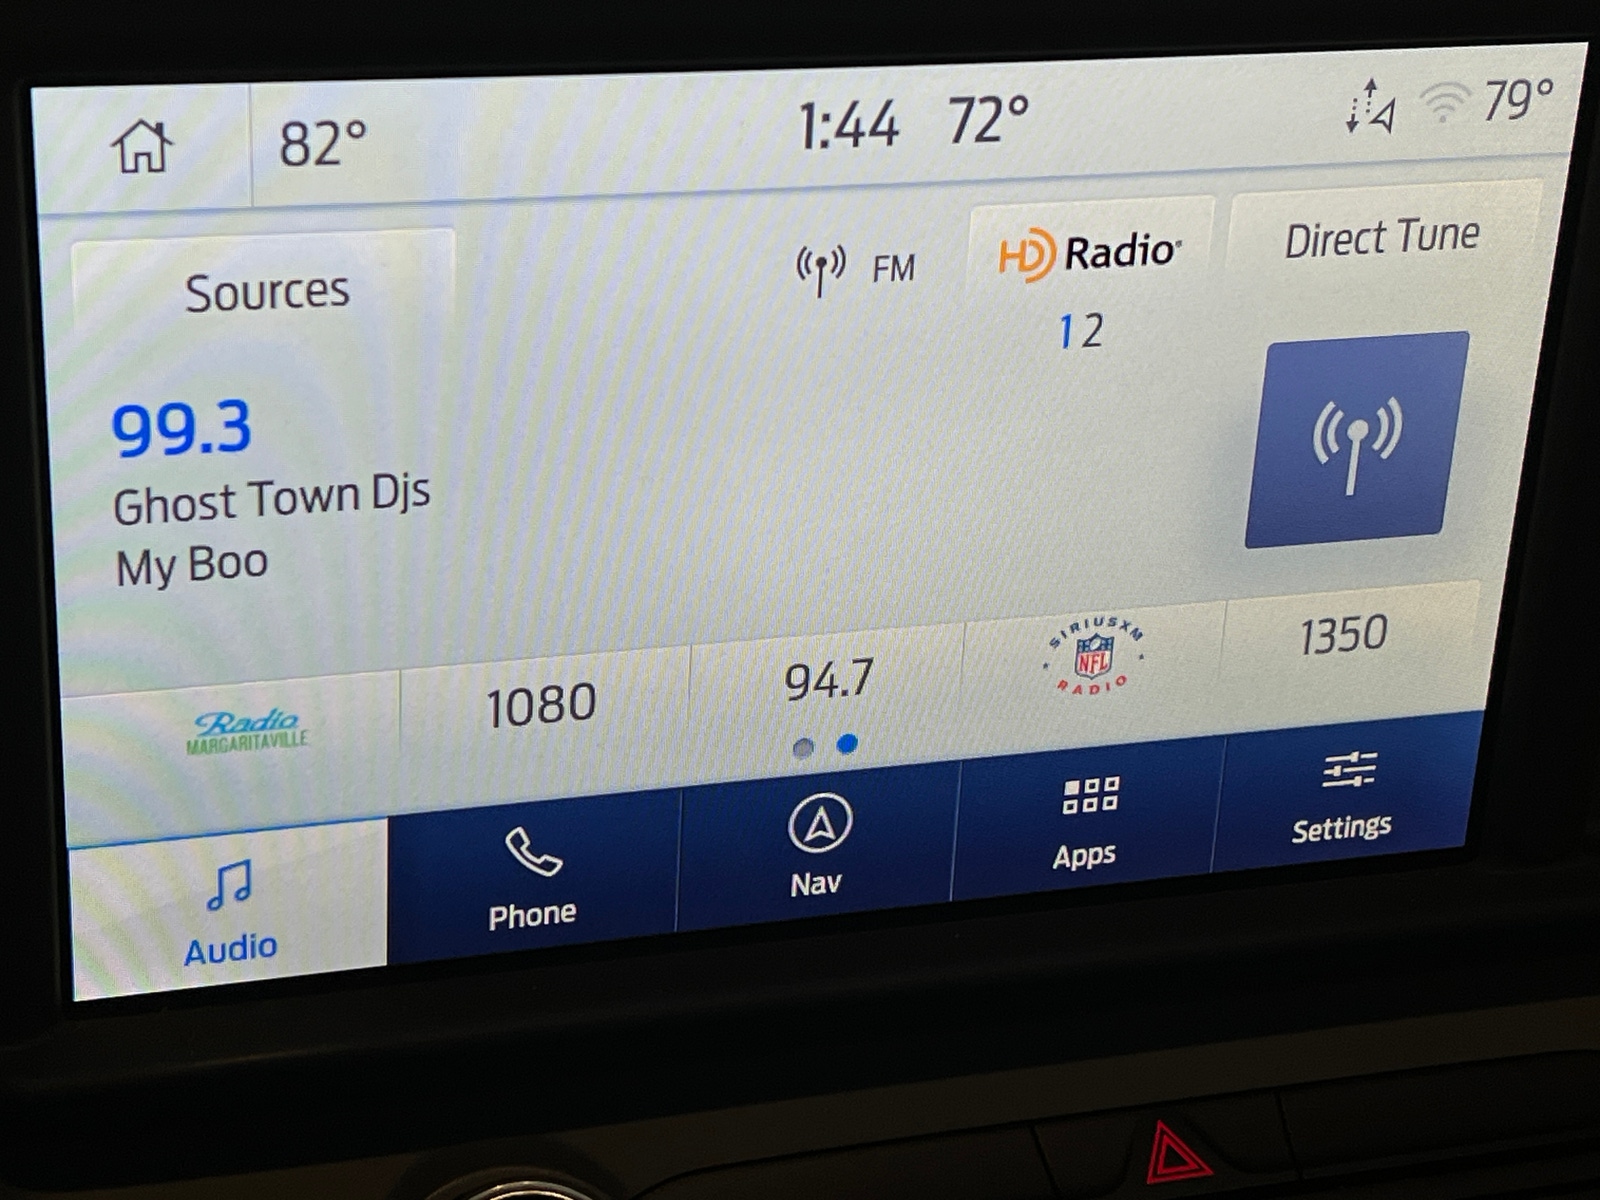 82° 1:44 72° 79°
Sources FM HD Radio® Direct Tune
1 2
99.3
Ghost Town Djs
My Boo
Radio
MARGARITAVILLE
1080
94.7
SIRIUSXM
NFL
RADIO
1350
Audio
Phone
Nav
Apps
Settings